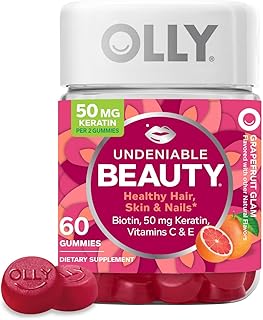 OLLY®
50 MG
KERATIN
PER 2 GUMMIES
UNDENIABLE
BEAUTY®
Healthy Hair,
Skin & Nails*
Biotin, 50 mg Keratin,
Vitamins C & E
60
GUMMIES
DIETARY SUPPLEMENT
GRAPEFRUIT GLAM
Flavored with other Natural Flavors
OLLY